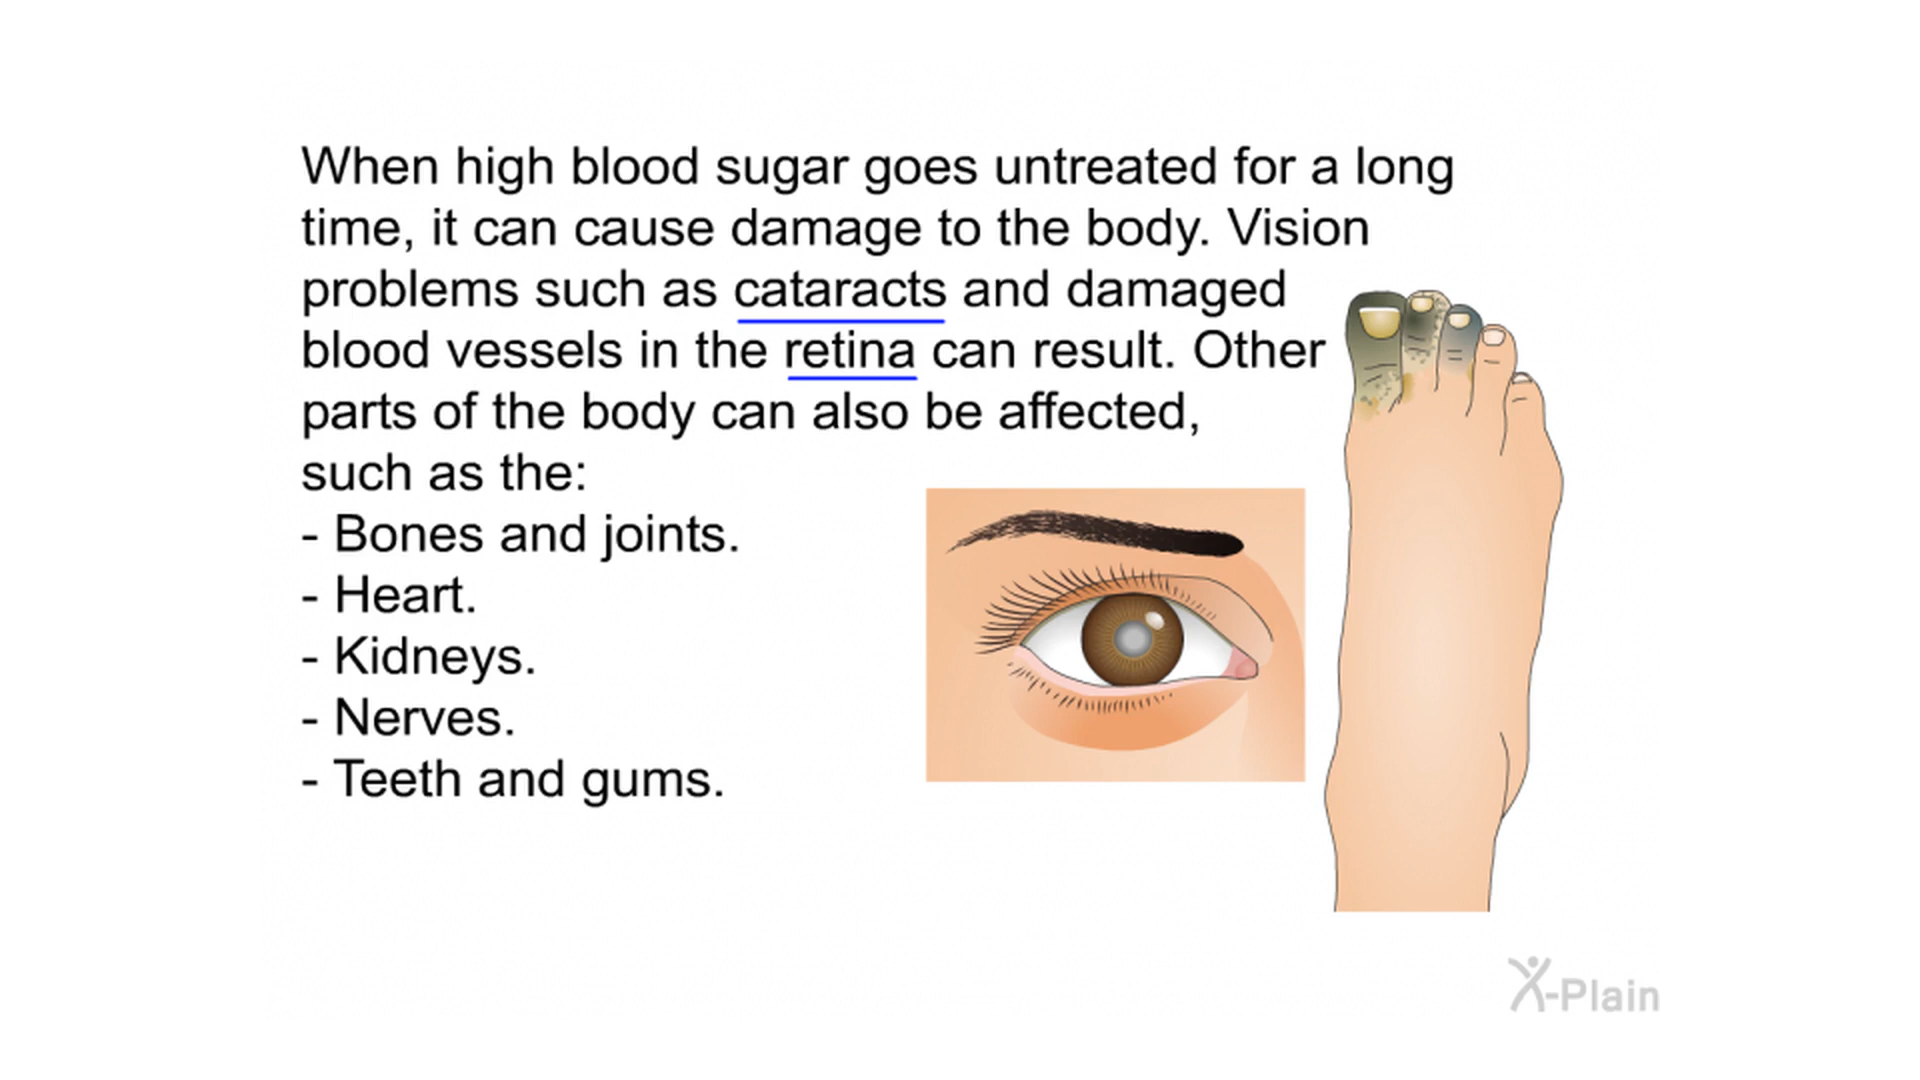 When high blood sugar goes untreated for a long
time, it can cause damage to the body. Vision
problems such as cataracts and damaged
blood vessels in the retina can result. Other
parts of the body can also be affected,
such as the:
- Bones and joints.
- Heart.
- Kidneys.
- Nerves.
- Teeth and gums.
X-Plain